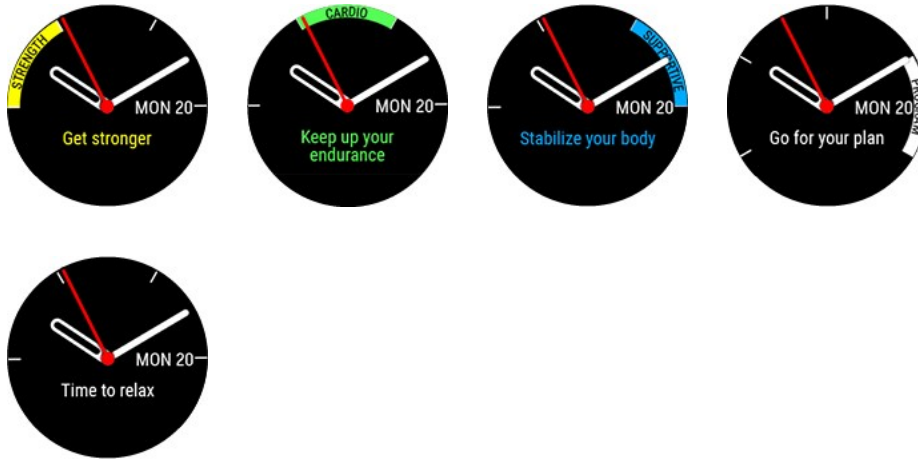 STRENGTH
MON 20
Get stronger
CARDIO
MON 20
Keep up your
endurance
SUPPORTIVE
MON 20
Stabilize your body
MON 20
PROGRAM
Go for your plan
MON 20
Time to relax